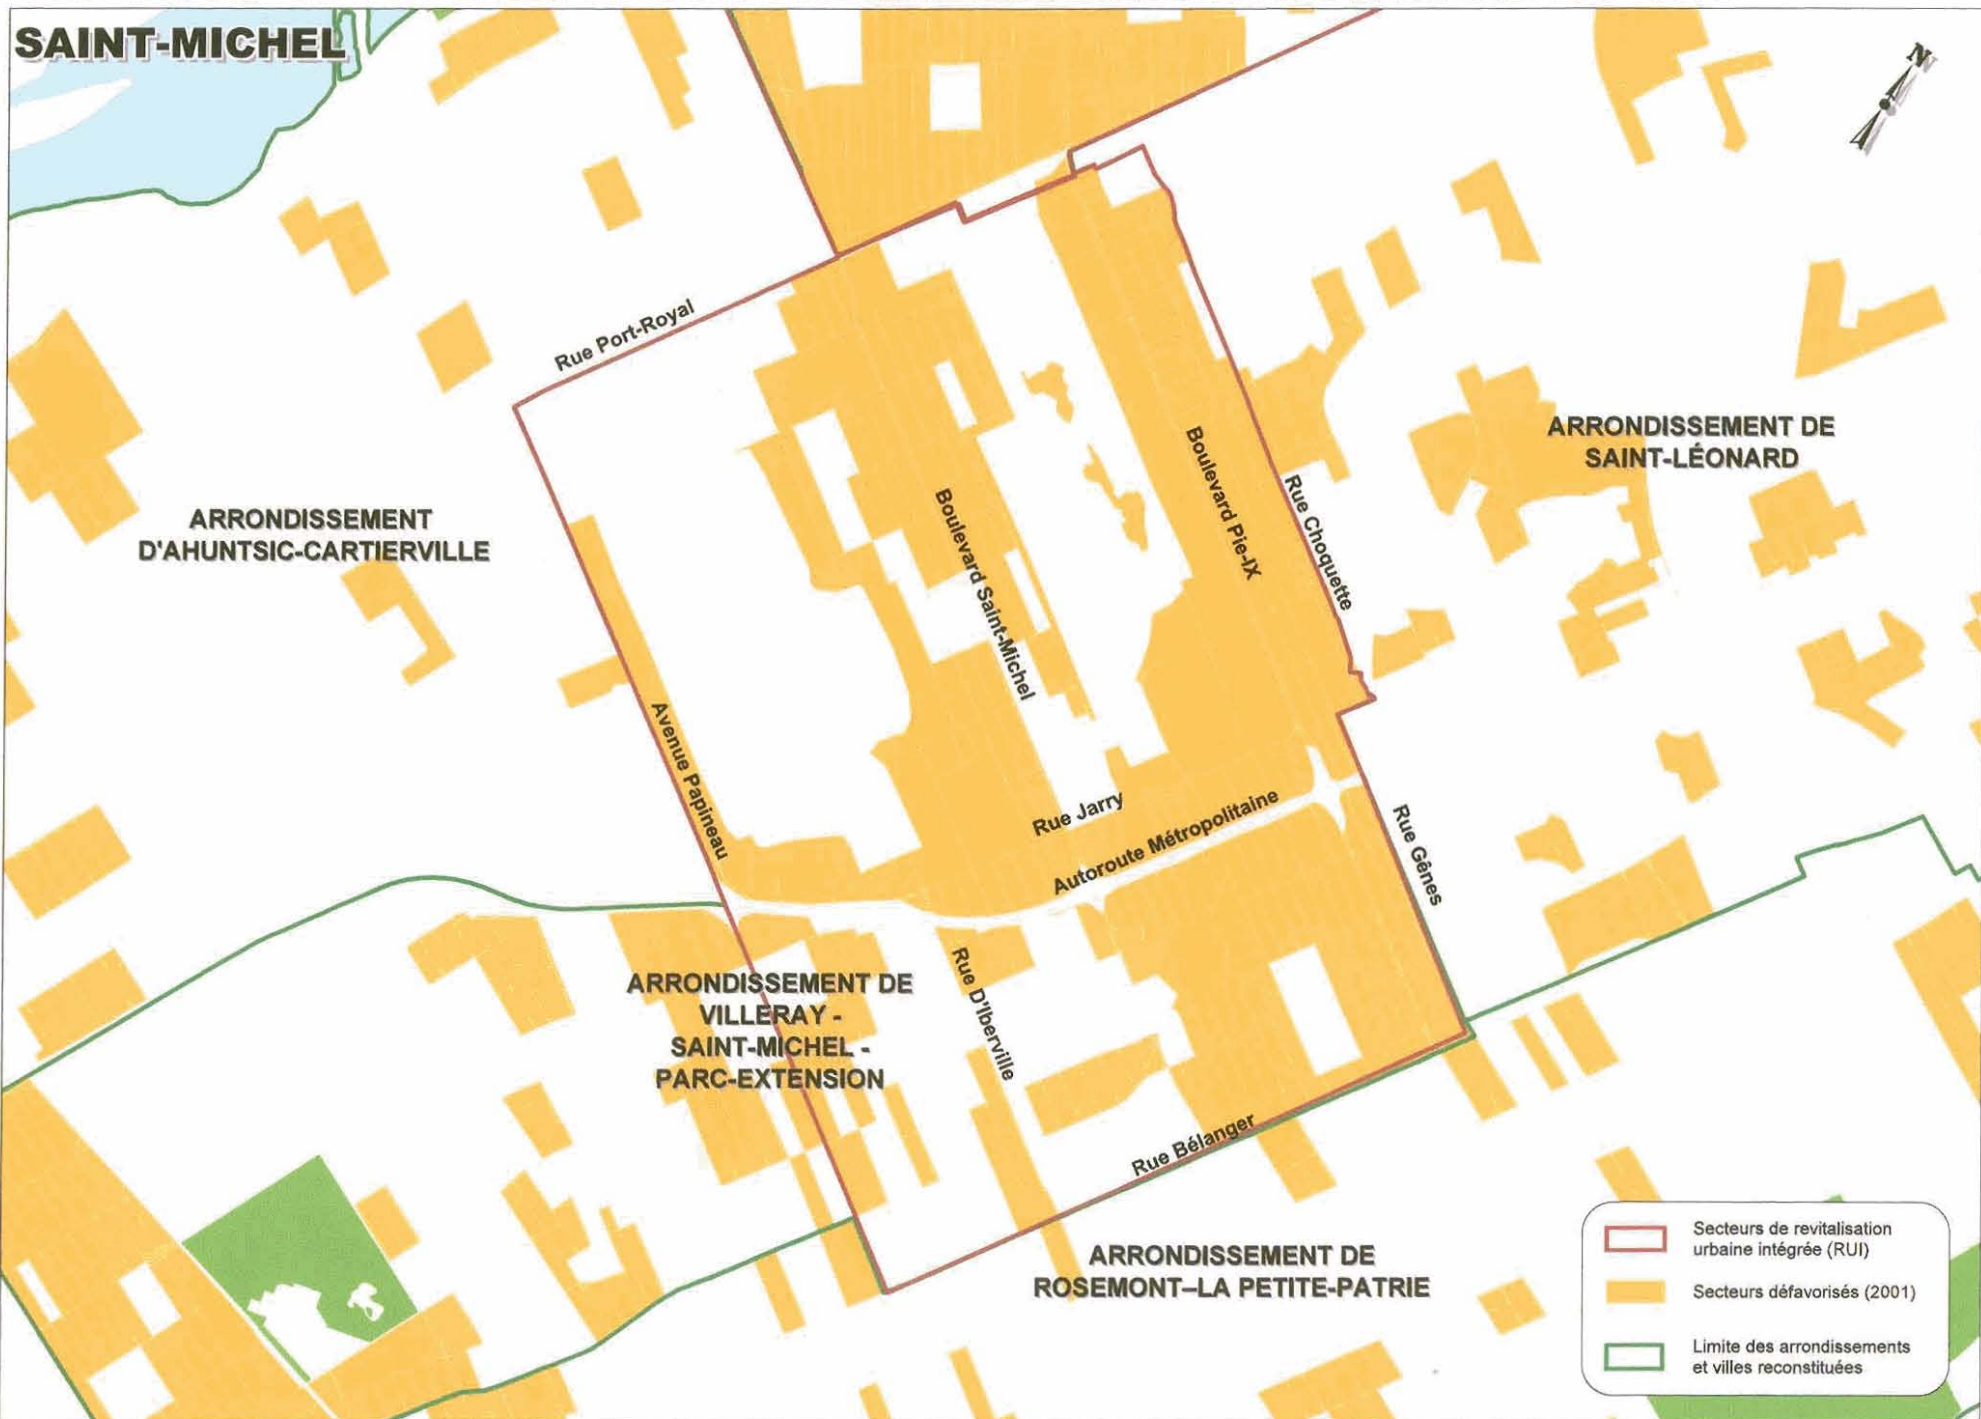 SAINT-MICHEL
N
Rue Port-Royal
ARRONDISSEMENT DE
SAINT-LÉONARD
Boulevard Pie-IX
Rue Choquette
Boulevard Saint-Michel
ARRONDISSEMENT
D'AHUNTSIC-CARTIERVILLE
Avenue Papineau
Rue Jarry
Autoroute Métropolitaine
Rue Gênes
ARRONDISSEMENT DE
VILLERAY -
SAINT-MICHEL -
PARC-EXTENSION
Rue D'Iberville
Rue Bélanger
ARRONDISSEMENT DE
ROSEMONT–LA PETITE-PATRIE
Secteurs de revitalisation
urbaine intégrée (RUI)
Secteurs défavorisés (2001)
Limite des arrondissements
et villes reconstituées